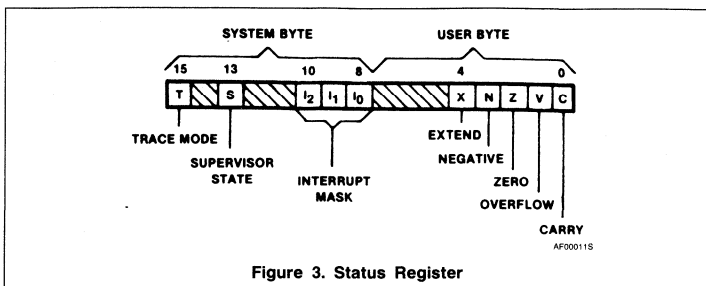 SYSTEM BYTE USER BYTE
15 13 10 8 4 0
T S I2 I1 I0 X N Z V C
TRACE MODE
SUPERVISOR
STATE
INTERRUPT
MASK
EXTEND
NEGATIVE
ZERO
OVERFLOW
CARRY
AF00011S
Figure 3. Status Register